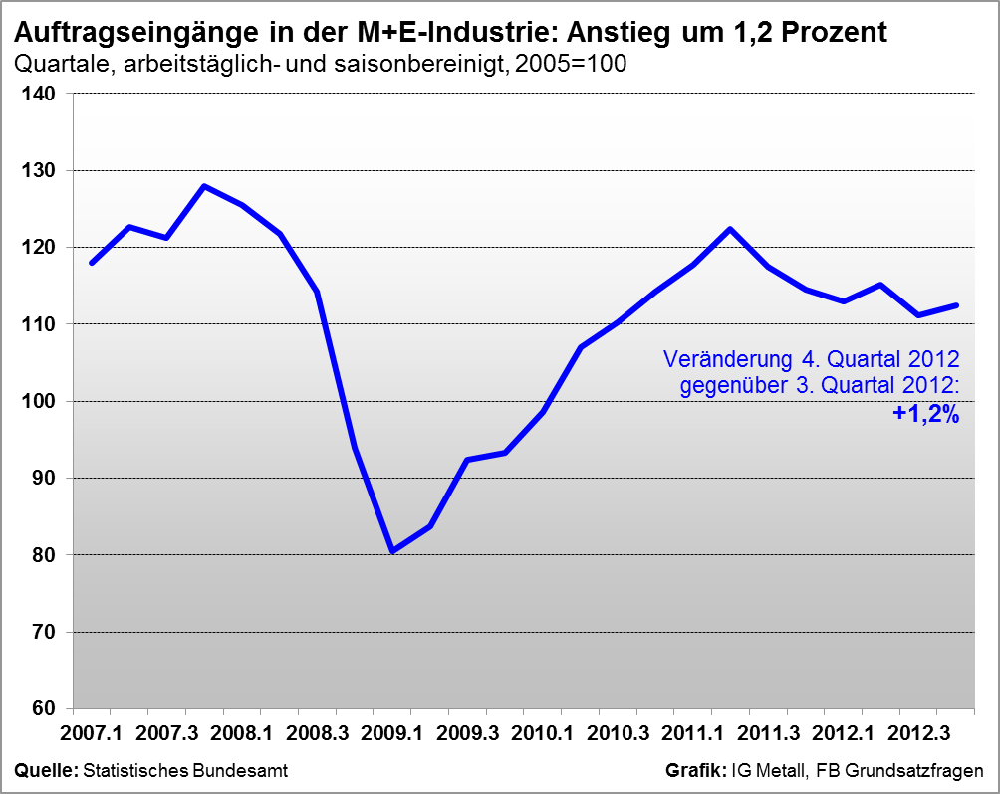 Auftragseingänge in der M+E-Industrie: Anstieg um 1,2 Prozent
Quartale, arbeitstäglich- und saisonbereinigt, 2005=100
140
130
120
110
100
90
80
70
60
Veränderung 4. Quartal 2012
gegenüber 3. Quartal 2012:
+1,2%
2007.1 2007.3 2008.1 2008.3 2009.1 2009.3 2010.1 2010.3 2011.1 2011.3 2012.1 2012.3
Quelle: Statistisches Bundesamt Grafik: IG Metall, FB Grundsatzfragen